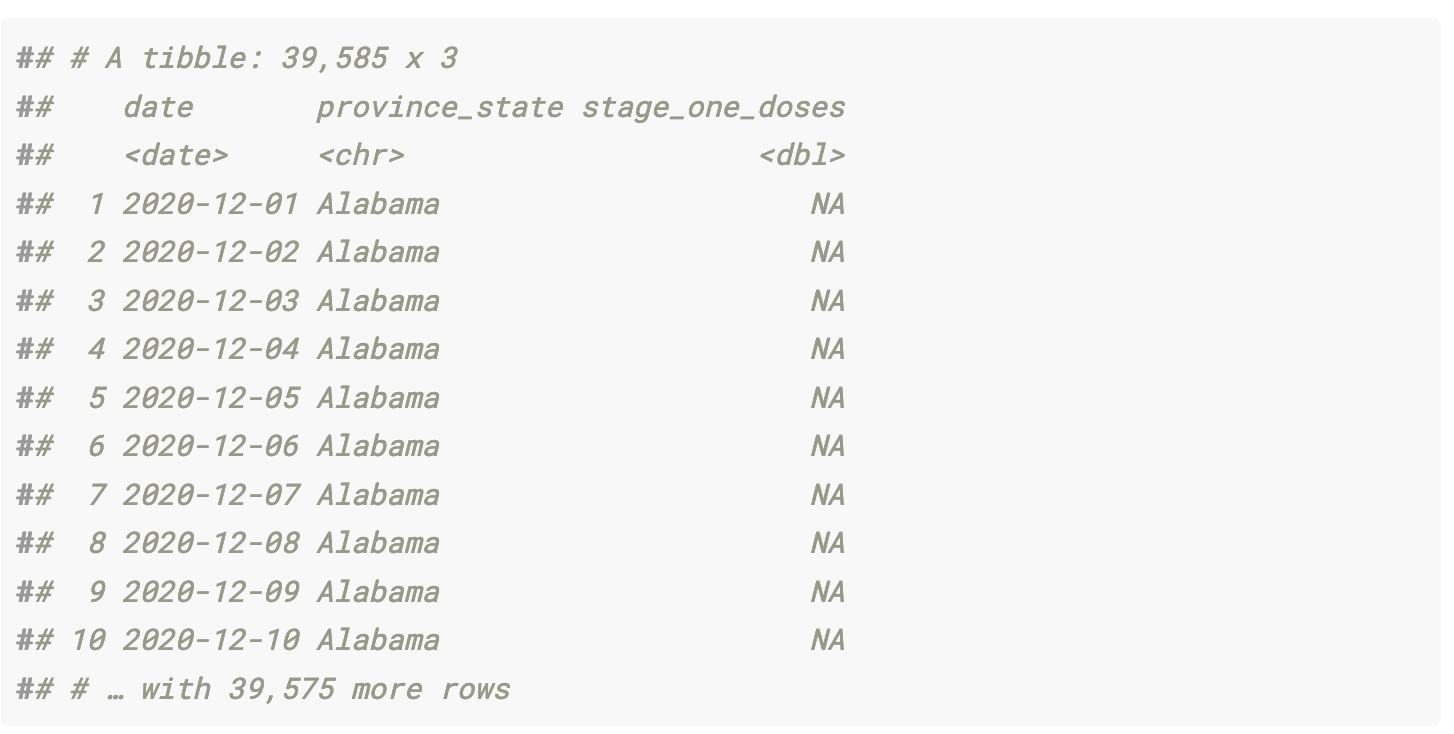 ## # A tibble: 39,585 x 3
##    date       province_state stage_one_doses
##    <date>     <chr>                    <dbl>
##  1 2020-12-01 Alabama                     NA
##  2 2020-12-02 Alabama                     NA
##  3 2020-12-03 Alabama                     NA
##  4 2020-12-04 Alabama                     NA
##  5 2020-12-05 Alabama                     NA
##  6 2020-12-06 Alabama                     NA
##  7 2020-12-07 Alabama                     NA
##  8 2020-12-08 Alabama                     NA
##  9 2020-12-09 Alabama                     NA
## 10 2020-12-10 Alabama                     NA
## # … with 39,575 more rows